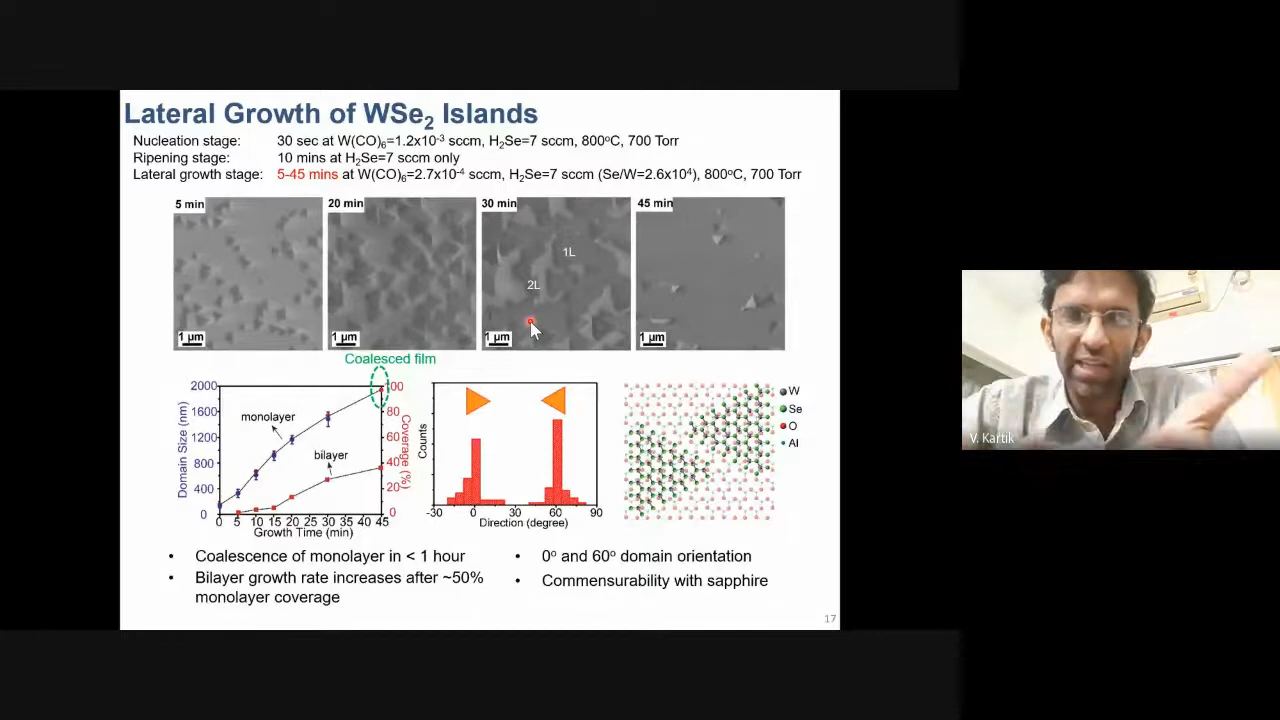 Lateral Growth of WSe₂ Islands
Nucleation stage: 30 sec at W(CO)₆=1.2x10⁻³ sccm, H₂Se=7 sccm, 800ᵒC, 700 Torr
Ripening stage: 10 mins at H₂Se=7 sccm only
Lateral growth stage: 5-45 mins at W(CO)₆=2.7x10⁻⁴ sccm, H₂Se=7 sccm (Se/W=2.6x10⁴), 800ᵒC, 700 Torr
5 min
20 min
30 min
45 min
1L
2L
1 µm
1 µm
1 µm
1 µm
Coalesced film
Domain Size (nm)
2000
1600
1200
800
400
0
monolayer
bilayer
100
80
60
40
20
0
Coverage (%)
0 5 10 15 20 25 30 35 40 45
Growth Time (min)
Counts
-30 0 30 60 90
Direction (degree)
W
Se
O
Al
V. Kartik
• Coalescence of monolayer in < 1 hour
• Bilayer growth rate increases after ~50%
monolayer coverage
• 0ᵒ and 60ᵒ domain orientation
• Commensurability with sapphire
17